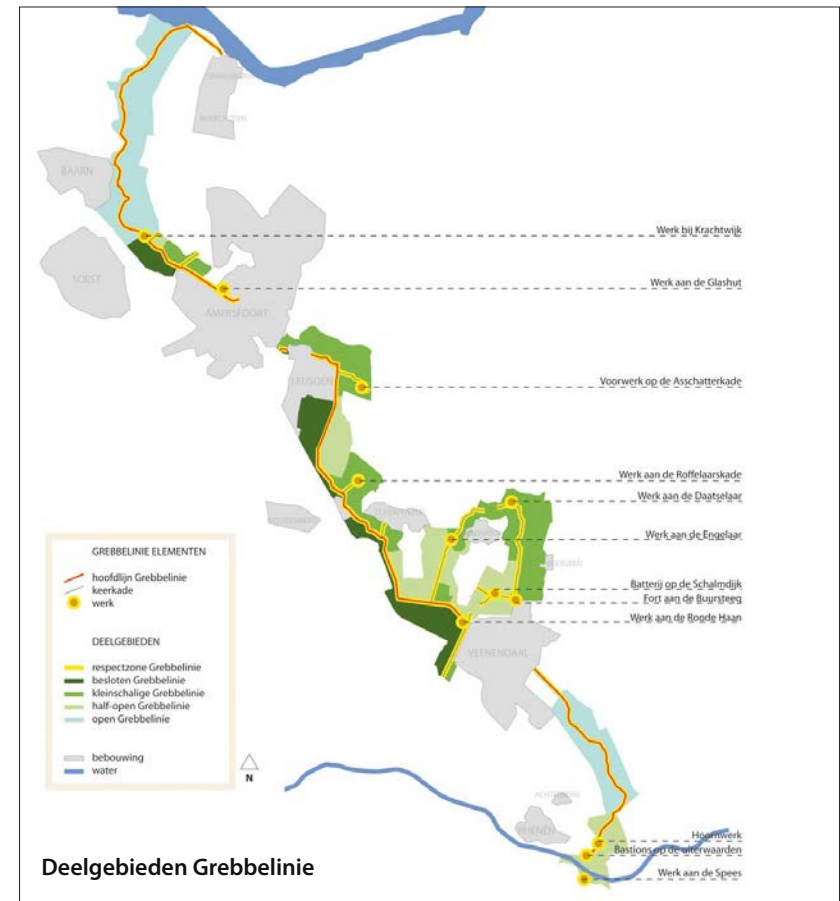 BAARN
SOEST
AMERSFOORT
LEUSDEN
VEENENDAAL
RHENEN
Werk bij Krachtwijk
Werk aan de Glashut
Voorwerk op de Asschatterkade
Werk aan de Roffelaarskade
Werk aan de Daatselaar
Werk aan de Engelaar
Batterij op de Schalmdijk
Fort aan de Buursteeg
Werk aan de Roode Haan
Hoornwerk
Bastions op de uiterwaarden
Werk aan de Spees
GREBBELINIE ELEMENTEN
hoofdlijn Grebbelinie
keerkade
werk
DEELGEBIEDEN
respectzone Grebbelinie
besloten Grebbelinie
kleinschalige Grebbelinie
half-open Grebbelinie
open Grebbelinie
bebouwing
water
N
Deelgebieden Grebbelinie